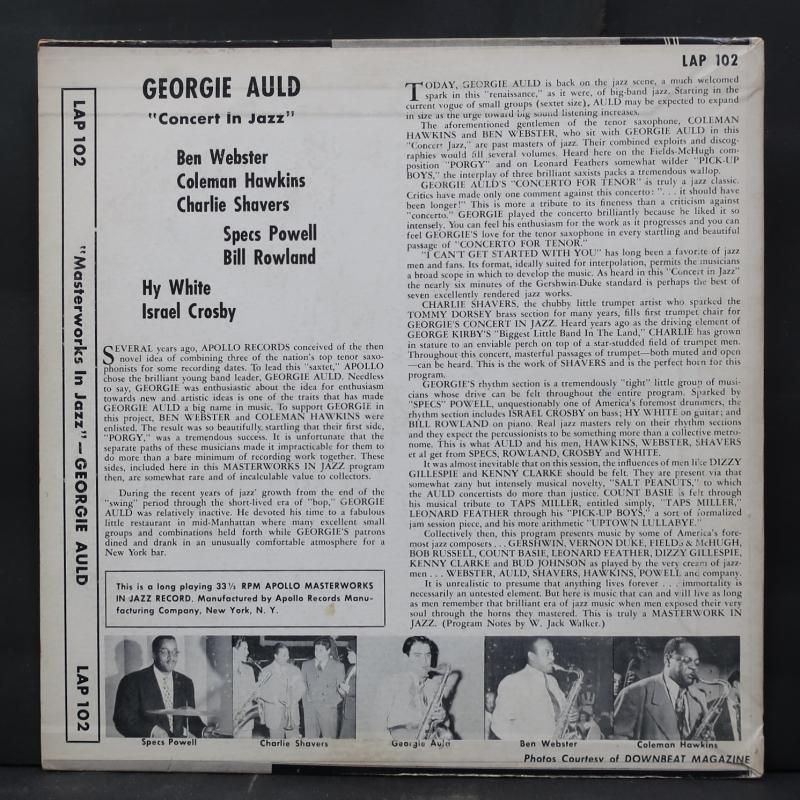 LAP 102
GEORGIE AULD
"Concert in Jazz"
Ben Webster
Coleman Hawkins
Charlie Shavers
Specs Powell
Bill Rowland
Hy White
Israel Crosby
SEVERAL years ago, APOLLO RECORDS conceived of the then
novel idea of combining three of the nation's top tenor saxo-
phonists for some recording dates. To lead this "saxtet," APOLLO
chose the brilliant young band leader, GEORGIE AULD. Needless
to say, GEORGIE was enthusiastic about the idea for enthusiasm
towards new and artistic ideas is one of the traits that has made
GEORGIE AULD a big name in music. To support GEORGIE in
this project, BEN WEBSTER and COLEMAN HAWKINS were
enlisted. The result was so beautifully, startling that their first side,
"PORGY," was a tremendous success. It is unfortunate that the
separate paths of these musicians made it impracticable for them to
do more than a bare minimum of recording work together. These
sides, included here in this MASTERWORKS IN JAZZ program
then, are somewhat rare and of incalculable value to collectors.
During the recent years of jazz' growth from the end of the
"swing" period through the short-lived era of "bop," GEORGIE
AULD was relatively inactive. He devoted his time to a fabulous
little restaurant in mid-Manhattan where many excellent small
groups and combinations held forth while GEORGIE'S patrons
dined and drank in an unusually comfortable atmosphere for a
New York bar.
This is a long playing 33⅓ RPM APOLLO MASTERWORKS
IN JAZZ RECORD. Manufactured by Apollo Records Manu-
facturing Company, New York, N. Y.
TODAY, GEORGIE AULD is back on the jazz scene, a much welcomed
spark in this "renaissance," as it were, of big-band jazz. Starting in the
current vogue of small groups (sextet size), AULD may be expected to expand
in size as the urge toward big sound listening increases.
The aforementioned gentlemen of the tenor saxophone, COLEMAN
HAWKINS and BEN WEBSTER, who sit with GEORGIE AULD in this
"Concert Jazz," are past masters of jazz. Their combined exploits and discog-
raphies would fill several volumes. Heard here on the Fields-McHugh com-
position "PORGY" and on Leonard Feathers somewhat wilder "PICK-UP
BOYS," the interplay of three brilliant saxists packs a tremendous wallop.
GEORGIE AULD'S "CONCERTO FOR TENOR" is truly a jazz classic.
Critics have made only one comment against this concerto: ". . . it should have
been longer!" This is more a tribute to its fineness than a criticism against
"concerto." GEORGIE played the concerto brilliantly because he liked it so
intensely. You can feel his enthusiasm for the work as it progresses and you can
feel GEORGIE'S love for the tenor saxophone in every startling and beautiful
passage of "CONCERTO FOR TENOR."
"I CAN'T GET STARTED WITH YOU" has long been a favorite of jazz
men and fans. Its format, ideally suited for interpolation, permits the musicians
a broad scope in which to develop the music. As heard in this "Concert in Jazz"
the nearly six minutes of the Gershwin-Duke standard is perhaps the best of
seven excellently rendered jazz works.
CHARLIE SHAVERS, the chubby little trumpet artist who sparked the
TOMMY DORSEY brass section for many years, fills first trumpet chair for
GEORGIE'S CONCERT IN JAZZ. Heard years ago as the driving element of
GEORGE KIRBY'S "Biggest Little Band In The Land," CHARLIE has grown
in stature to an enviable perch on top of a star-studded field of trumpet men.
Throughout this concert, masterful passages of trumpet—both muted and open
—can be heard. This is the work of SHAVERS and is the perfect horn for this
program.
GEORGIE'S rhythm section is a tremendously "tight" little group of musi-
cians whose drive can be felt throughout the entire program. Sparked by
"SPECS" POWELL, unquestionably one of America's foremost drummers, the
rhythm section includes ISRAEL CROSBY on bass; HY WHITE on guitar; and
BILL ROWLAND on piano. Real jazz masters rely on their rhythm sections
and they expect the percussionists to be something more than a collective metro-
nome. This is what AULD and his men, HAWKINS, WEBSTER, SHAVERS
et al get from SPECS, ROWLAND, CROSBY and WHITE.
It was almost inevitable that on this session, the influences of men like DIZZY
GILLESPIE and KENNY CLARKE should be felt. They are present via that
somewhat zany but intensely musical novelty, "SALT PEANUTS," to which
the AULD concertists do more than justice. COUNT BASIE is felt through
his musical tribute to TAPS MILLER, entitled simply, "TAPS MILLER,"
LEONARD FEATHER through his "PICK-UP BOYS," a sort of formalized
jam session piece, and his more arithmetic "UPTOWN LULLABYE."
Collectively then, this program presents music by some of America's fore-
most jazz composers . . . GERSHWIN, VERNON DUKE, FIELDS & McHUGH,
BOB RUSSELL, COUNT BASIE, LEONARD FEATHER, DIZZY GILLESPIE,
KENNY CLARKE and BUD JOHNSON as played by the very cream of jazz-
men . . . WEBSTER, AULD, SHAVERS, HAWKINS, POWELL and company.
It is unrealistic to presume that anything lives forever . . . immortality is
necessarily an untested element. But here is music that can and will live as long
as men remember that brilliant era of jazz music when men exposed their very
soul through the horns they mastered. This is truly a MASTERWORK IN
JAZZ. (Program Notes by W. Jack Walker.)
Specs Powell
Charlie Shavers
Georgie Auld
Ben Webster
Coleman Hawkins
Photos Courtesy of DOWNBEAT MAGAZINE
LAP 102
"Masterworks In Jazz" — GEORGIE AULD
LAP 102